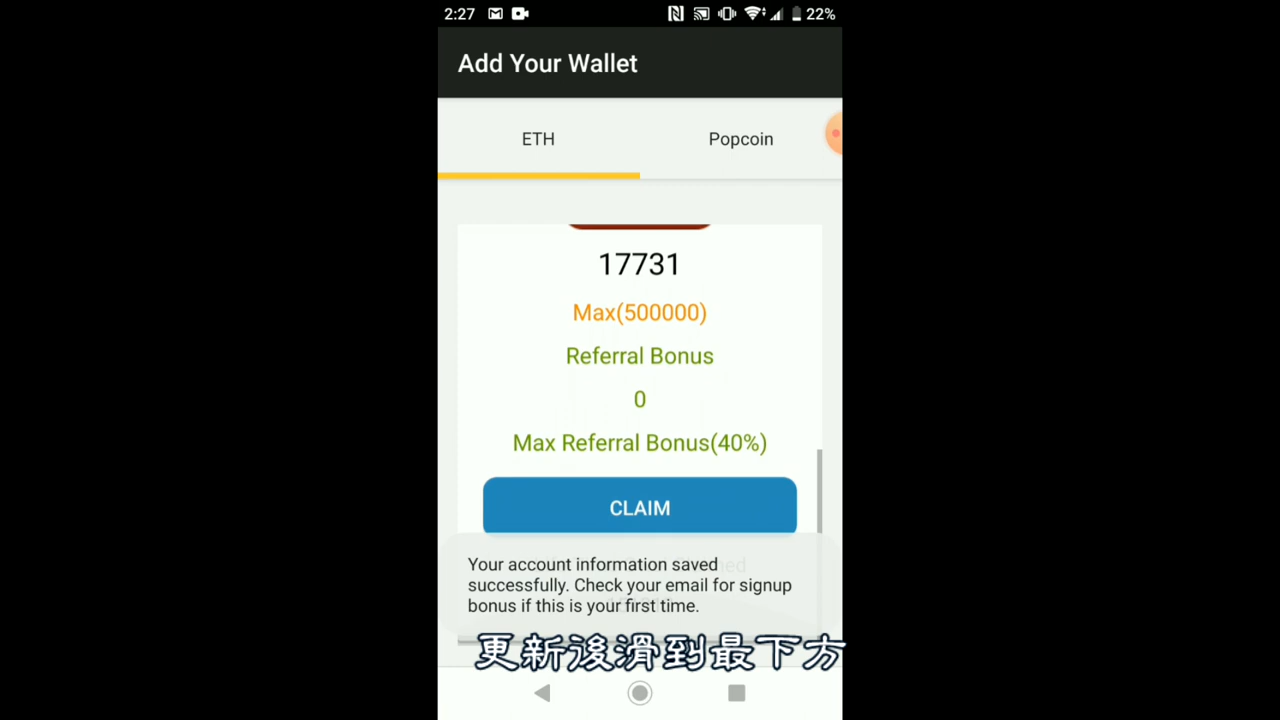 2:27
22%
Add Your Wallet
ETH
Popcoin
17731
Max(500000)
Referral Bonus
0
Max Referral Bonus(40%)
CLAIM
Your account information saved
successfully. Check your email for signup
bonus if this is your first time.
更新後滑到最下方